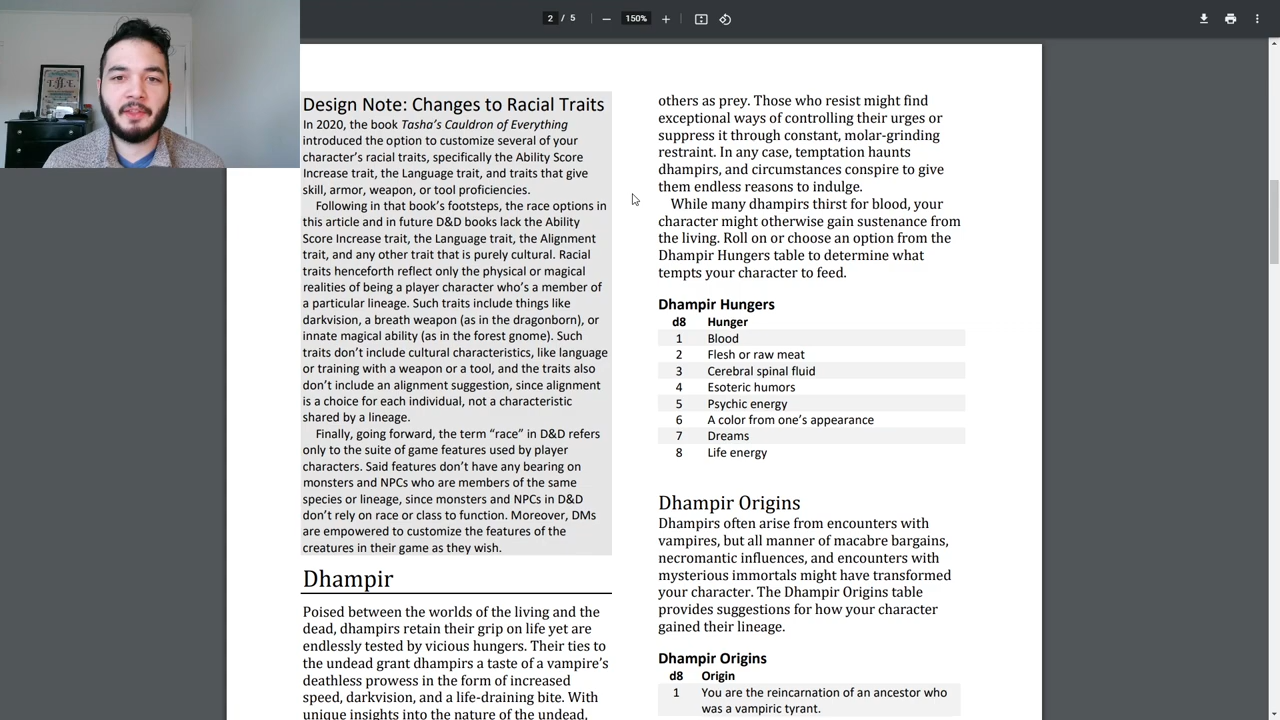 2 / 5
150%
Design Note: Changes to Racial Traits
In 2020, the book Tasha's Cauldron of Everything
introduced the option to customize several of your
character's racial traits, specifically the Ability Score
Increase trait, the Language trait, and traits that give
skill, armor, weapon, or tool proficiencies.
Following in that book's footsteps, the race options in
this article and in future D&D books lack the Ability
Score Increase trait, the Language trait, the Alignment
trait, and any other trait that is purely cultural. Racial
traits henceforth reflect only the physical or magical
realities of being a player character who's a member of
a particular lineage. Such traits include things like
darkvision, a breath weapon (as in the dragonborn), or
innate magical ability (as in the forest gnome). Such
traits don't include cultural characteristics, like language
or training with a weapon or a tool, and the traits also
don't include an alignment suggestion, since alignment
is a choice for each individual, not a characteristic
shared by a lineage.
Finally, going forward, the term “race” in D&D refers
only to the suite of game features used by player
characters. Said features don't have any bearing on
monsters and NPCs who are members of the same
species or lineage, since monsters and NPCs in D&D
don't rely on race or class to function. Moreover, DMs
are empowered to customize the features of the
creatures in their game as they wish.
Dhampir
Poised between the worlds of the living and the
dead, dhampirs retain their grip on life yet are
endlessly tested by vicious hungers. Their ties to
the undead grant dhampirs a taste of a vampire's
deathless prowess in the form of increased
speed, darkvision, and a life-draining bite. With
unique insights into the nature of the undead,
others as prey. Those who resist might find
exceptional ways of controlling their urges or
suppress it through constant, molar-grinding
restraint. In any case, temptation haunts
dhampirs, and circumstances conspire to give
them endless reasons to indulge.
While many dhampirs thirst for blood, your
character might otherwise gain sustenance from
the living. Roll on or choose an option from the
Dhampir Hungers table to determine what
tempts your character to feed.
Dhampir Hungers
d8 Hunger
1 Blood
2 Flesh or raw meat
3 Cerebral spinal fluid
4 Esoteric humors
5 Psychic energy
6 A color from one's appearance
7 Dreams
8 Life energy
Dhampir Origins
Dhampirs often arise from encounters with
vampires, but all manner of macabre bargains,
necromantic influences, and encounters with
mysterious immortals might have transformed
your character. The Dhampir Origins table
provides suggestions for how your character
gained their lineage.
Dhampir Origins
d8 Origin
1 You are the reincarnation of an ancestor who
was a vampiric tyrant.